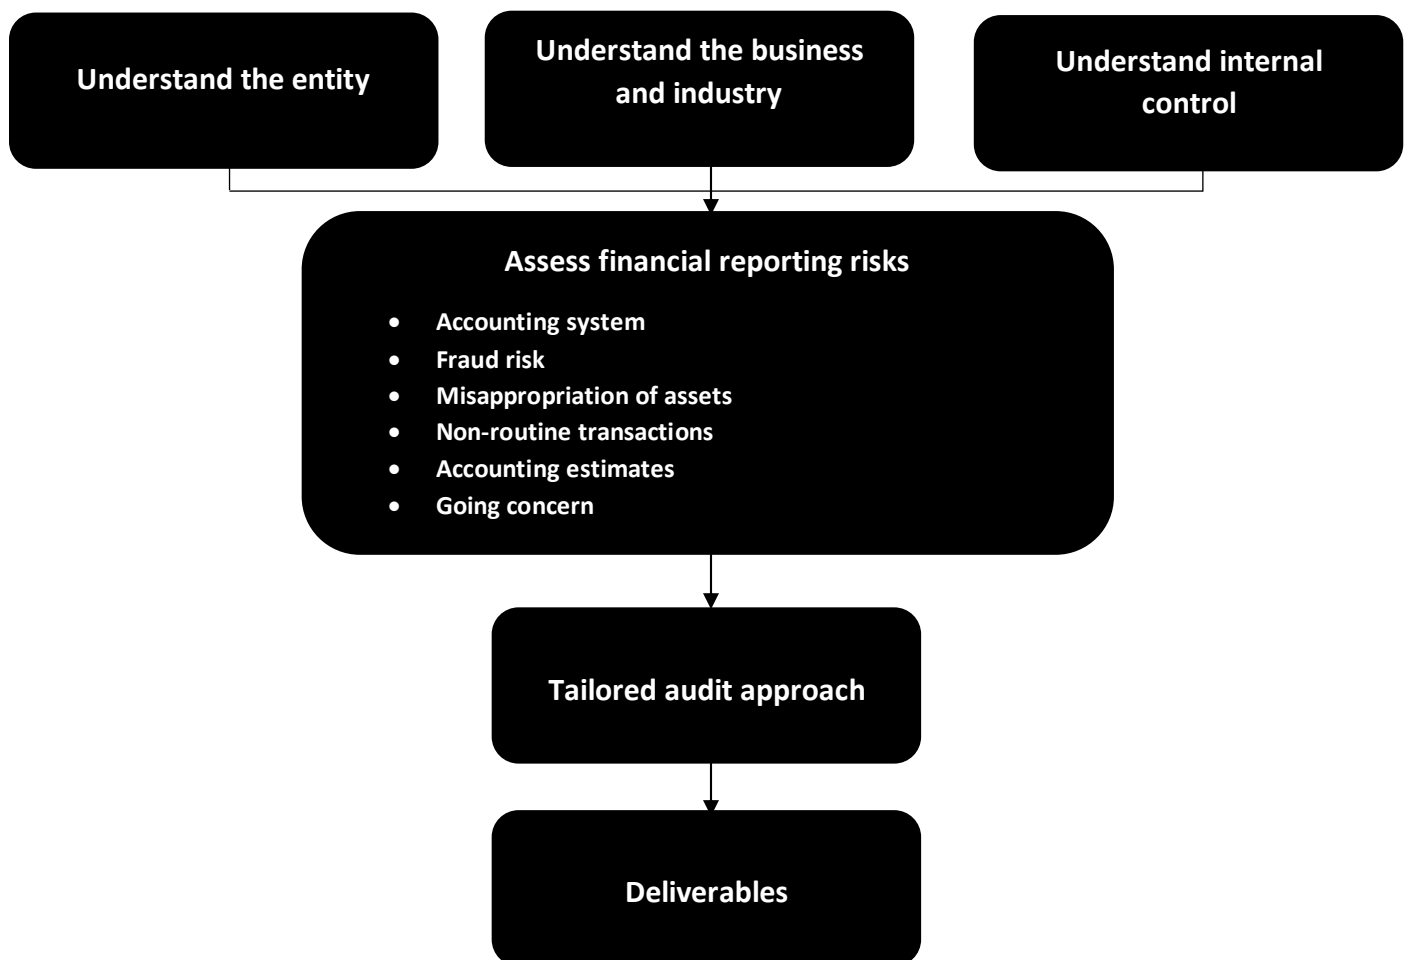 Understand the entity
Understand the business
and industry
Understand internal
control
Assess financial reporting risks
• Accounting system
• Fraud risk
• Misappropriation of assets
• Non-routine transactions
• Accounting estimates
• Going concern
Tailored audit approach
Deliverables